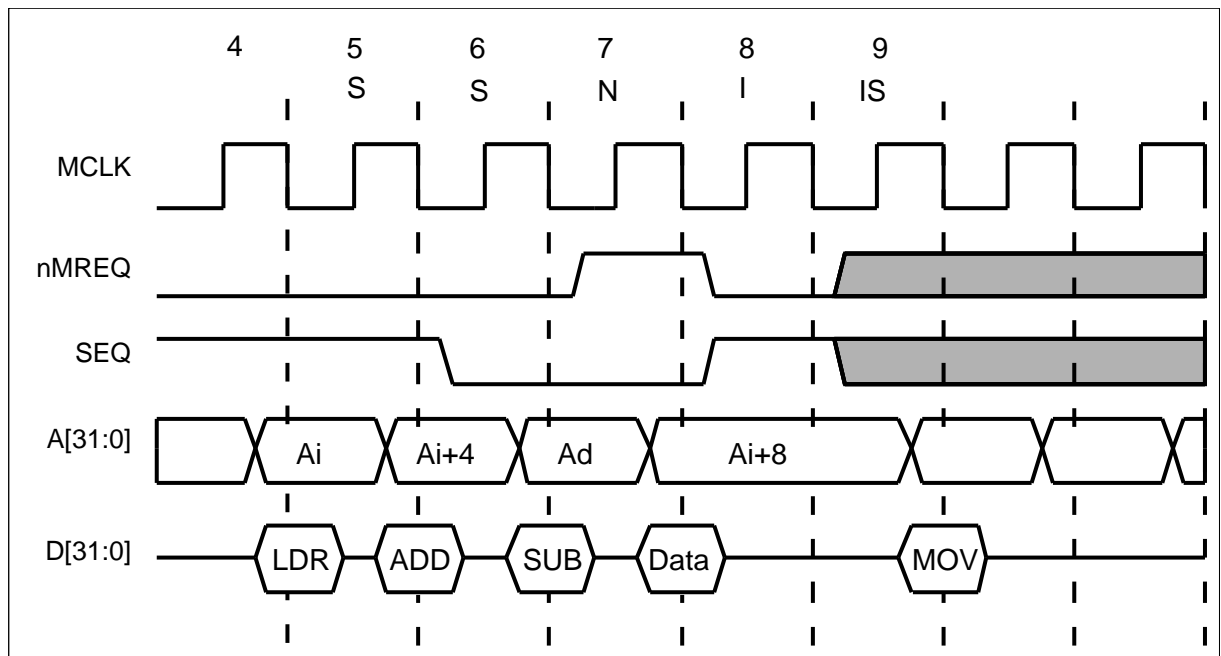 4 5 6 7 8 9
S S N I IS
MCLK
nMREQ
SEQ
A[31:0] Ai Ai+4 Ad Ai+8
D[31:0] LDR ADD SUB Data MOV